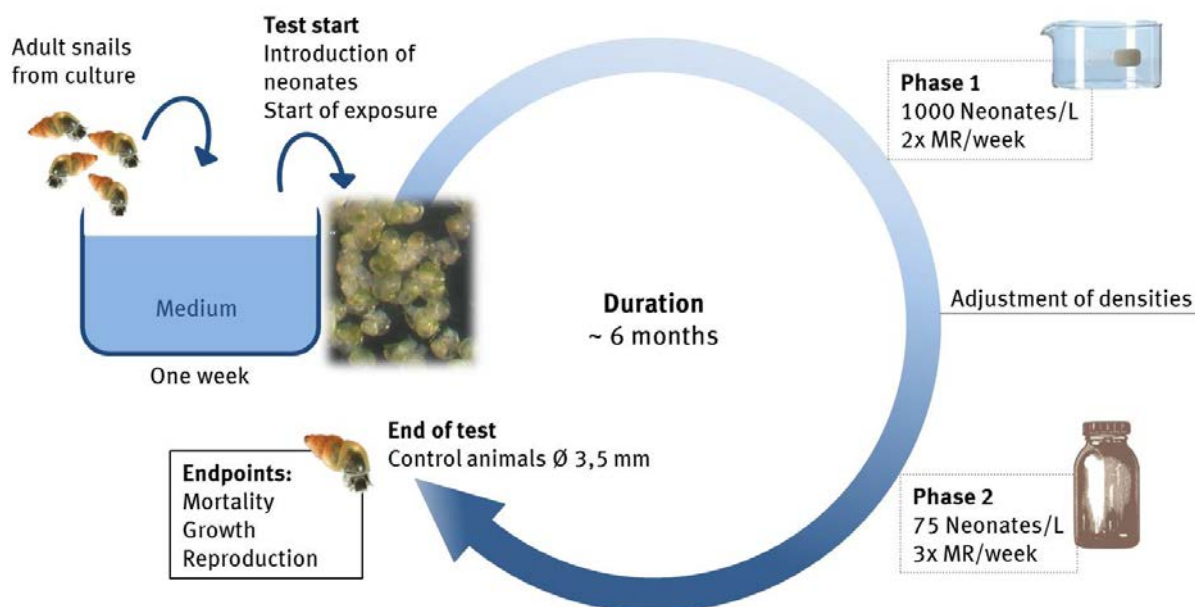 Adult snails
from culture
Test start
Introduction of
neonates
Start of exposure
Medium
One week
Duration
~ 6 months
Phase 1
1000 Neonates/L
2x MR/week
Adjustment of densities
Phase 2
75 Neonates/L
3x MR/week
End of test
Control animals Ø 3,5 mm
Endpoints:
Mortality
Growth
Reproduction